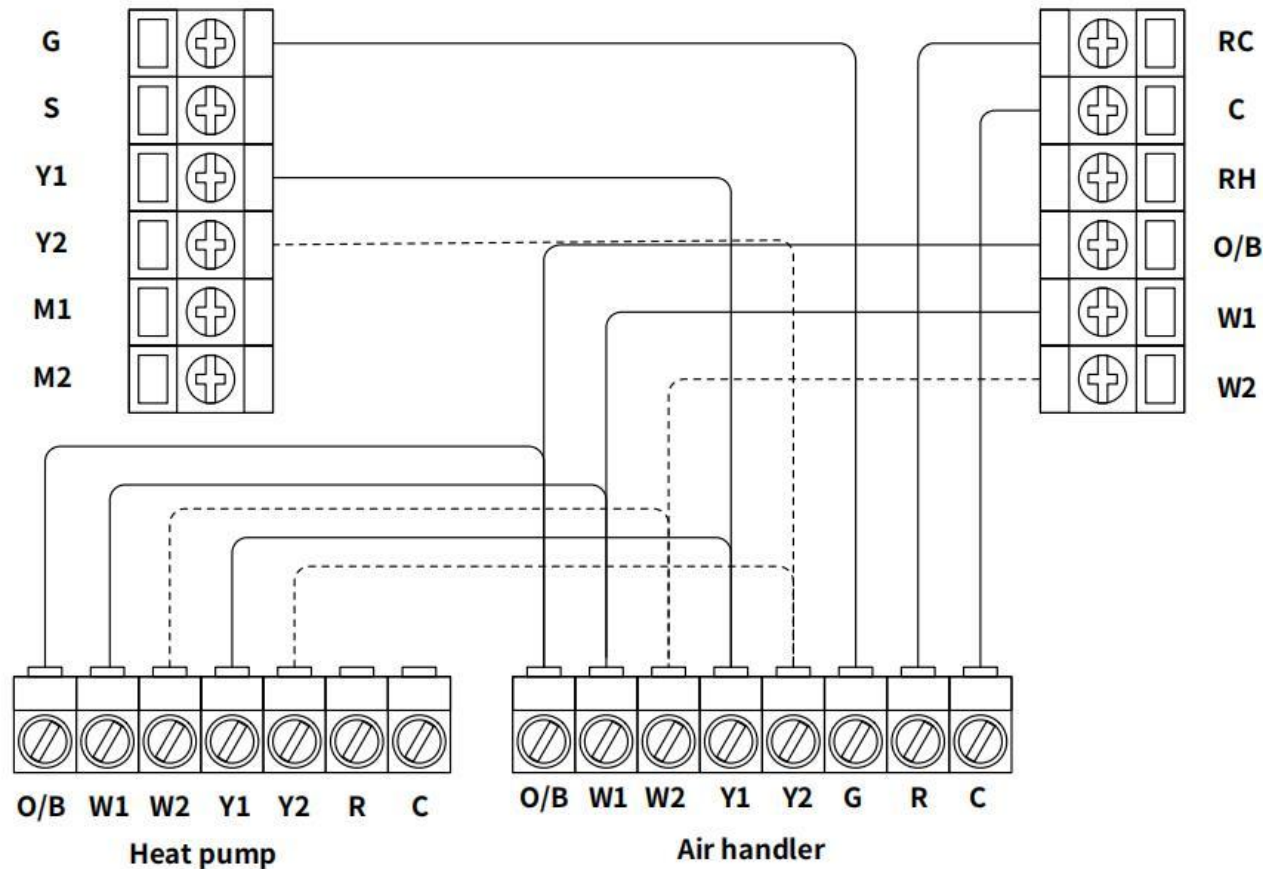 G
S
Y1
Y2
M1
M2
RC
C
RH
O/B
W1
W2
O/B W1 W2 Y1 Y2 R C
Heat pump
O/B W1 W2 Y1 Y2 G R C
Air handler